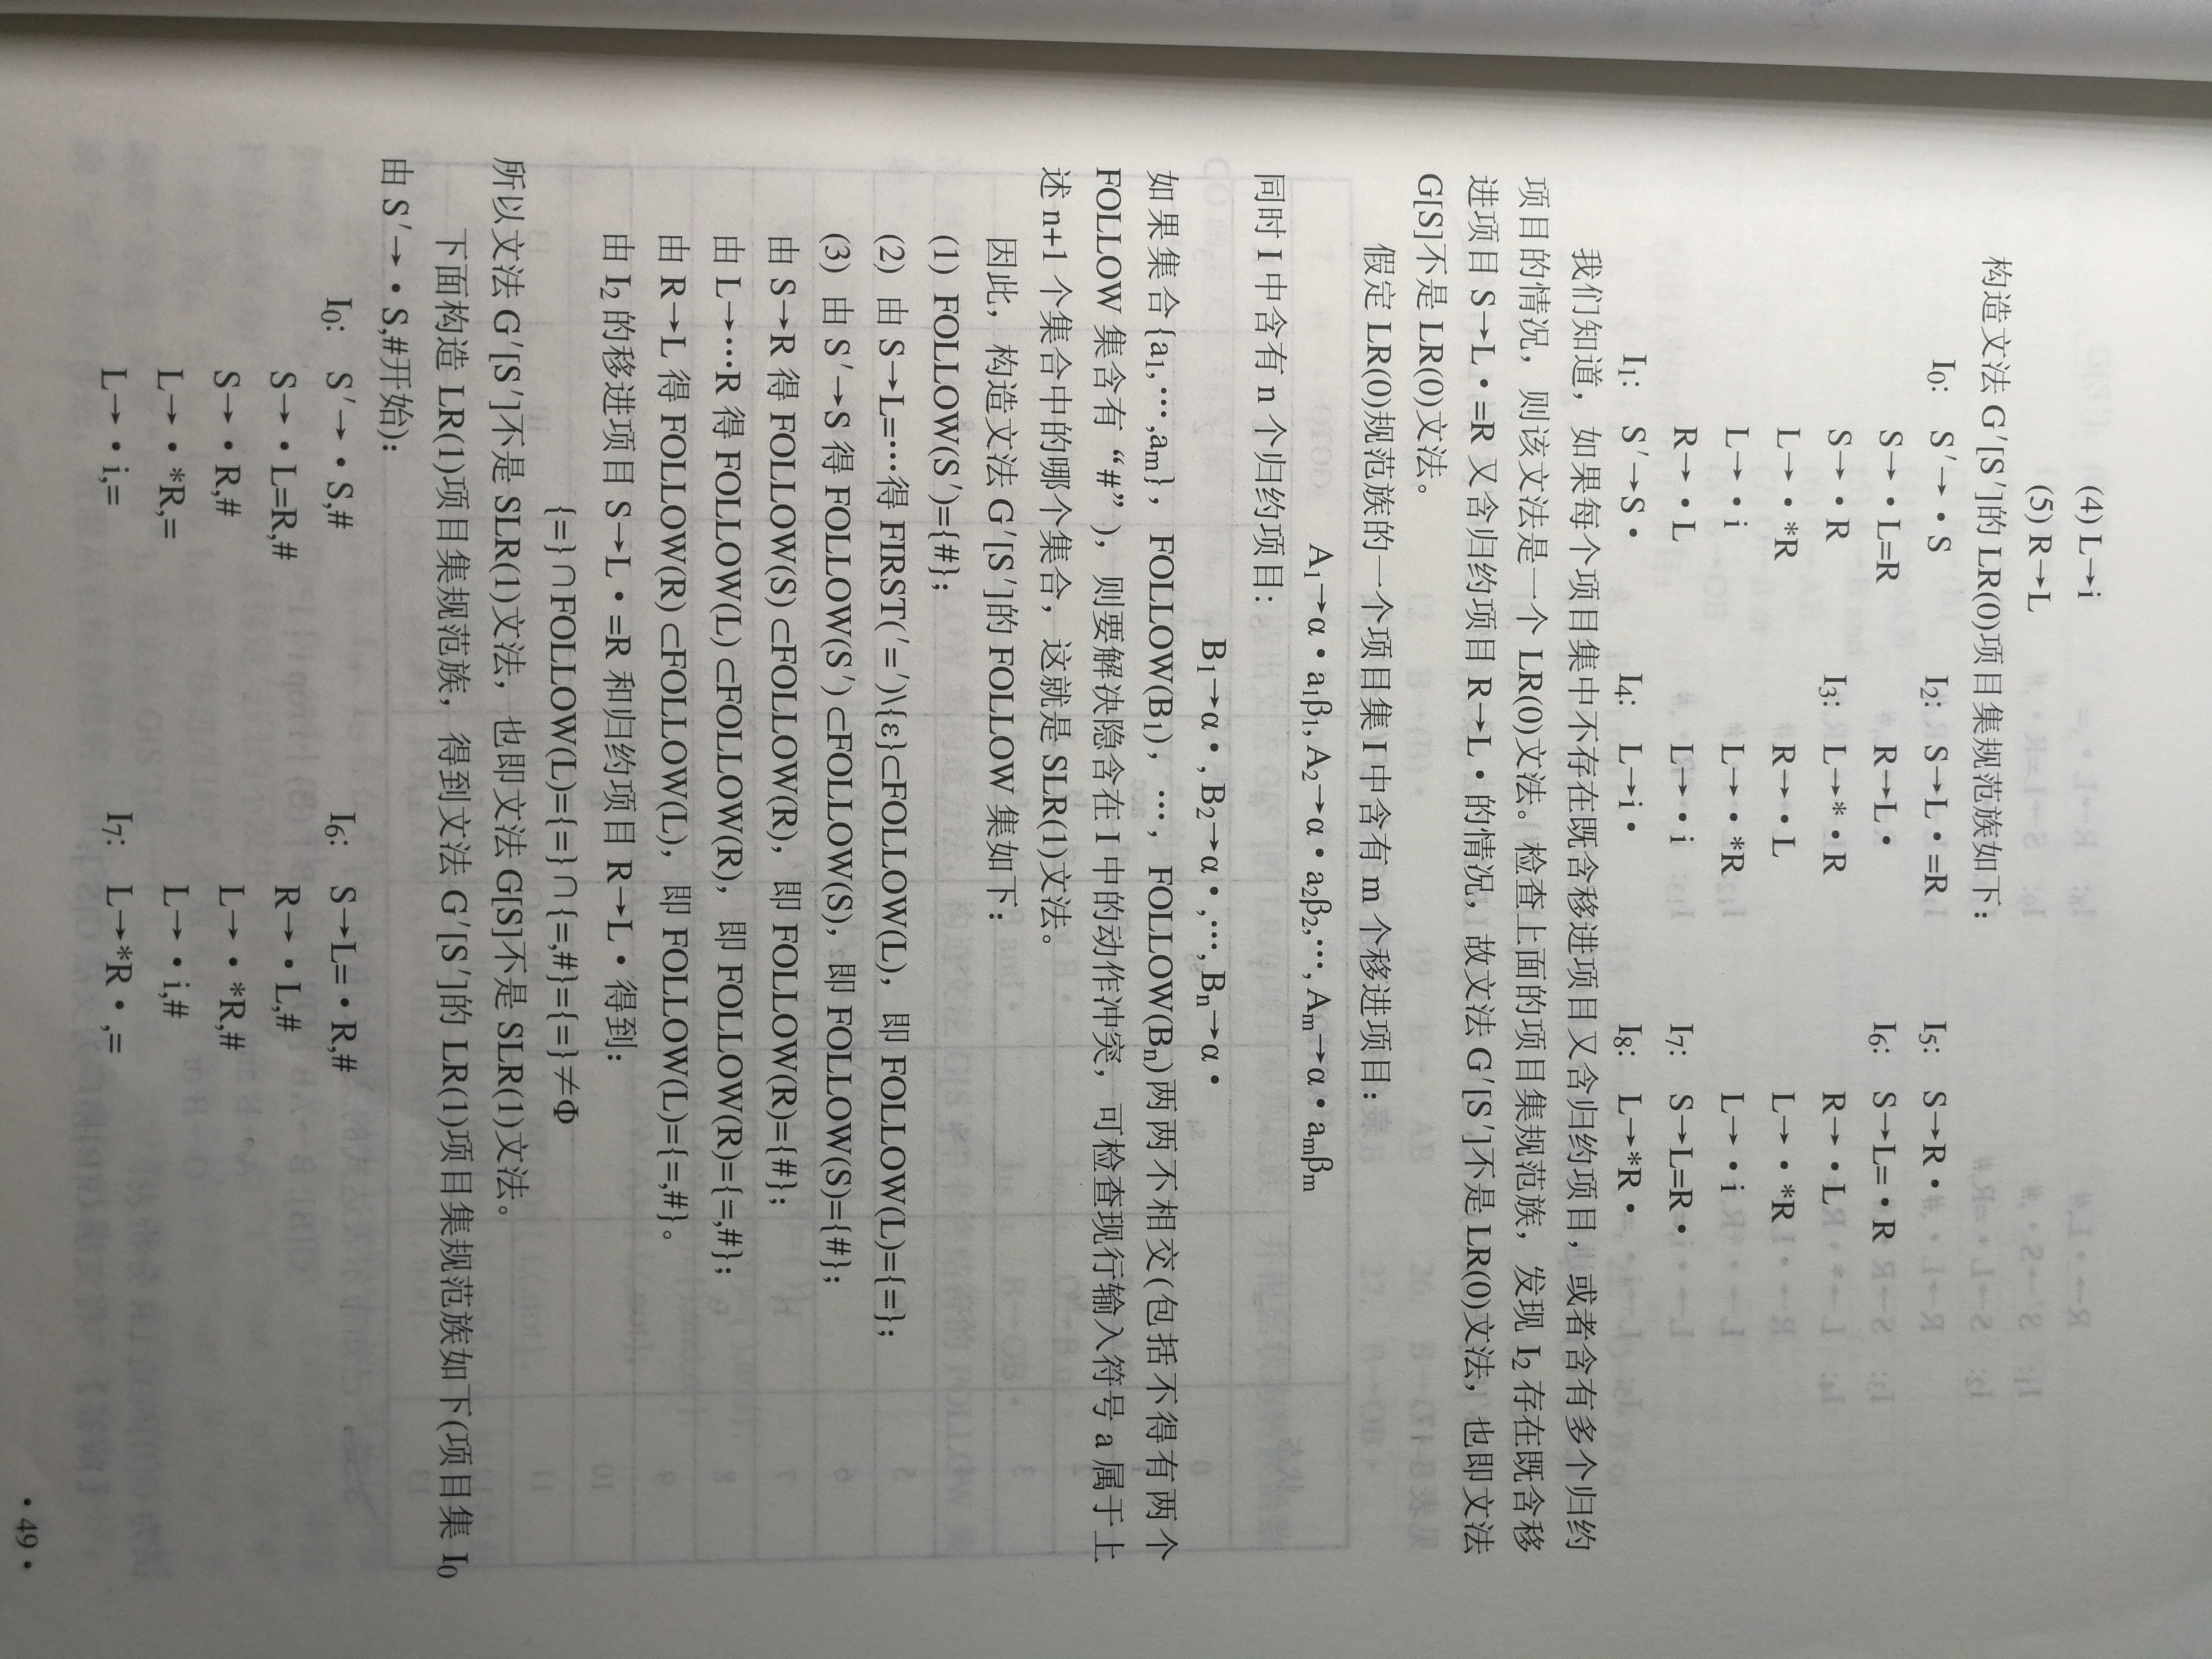 (4) L→i
(5) R→L
构造文法 G′[S′]的 LR(0)项目集规范族如下：
I₀: S′→•S I₂: S→L•=R I₅: S→R•
S→•L=R R→L• I₆: S→L=•R
S→•R I₃: L→*•R R→•L
L→•*R R→•L L→•*R
L→•i L→•*R L→•i
R→•L L→•i I₇: S→L=R•
I₁: S′→S• I₄: L→i• I₈: L→*R•
我们知道，如果每个项目集中不存在既含移进项目又含归约项目，或者含有多个归约
项目的情况，则该文法是一个 LR(0)文法。检查上面的项目集规范族，发现 I₂ 存在既含移
进项目 S→L•=R 又含归约项目 R→L•的情况，故文法 G′[S′]不是 LR(0)文法，也即文法
G[S]不是 LR(0)文法。
假定 LR(0)规范族的一个项目集 I 中含有 m 个移进项目：
A₁→α•a₁β₁, A₂→α•a₂β₂,⋯, Aₘ→α•aₘβₘ
同时 I 中含有 n 个归约项目：
B₁→α•, B₂→α•,⋯, Bₙ→α•
如果集合{a₁,⋯,aₘ}，FOLLOW(B₁)，⋯，FOLLOW(Bₙ)两两不相交(包括不得有两个
FOLLOW 集含有“#”)，则要解决隐含在 I 中的动作冲突，可检查现行输入符号 a 属于上
述 n+1 个集合中的哪个集合，这就是 SLR(1)文法。
因此，构造文法 G′[S′]的 FOLLOW 集如下：
(1) FOLLOW(S′)={#}；
(2) 由 S→L=⋯得 FIRST(′=′)\{ε}⊂FOLLOW(L)，即 FOLLOW(L)={=}；
(3) 由 S′→S 得 FOLLOW(S′)⊂FOLLOW(S)，即 FOLLOW(S)={#}；
由 S→R 得 FOLLOW(S)⊂FOLLOW(R)，即 FOLLOW(R)={#}；
由 L→⋯R 得 FOLLOW(L)⊂FOLLOW(R)，即 FOLLOW(R)={=,#}；
由 R→L 得 FOLLOW(R)⊂FOLLOW(L)，即 FOLLOW(L)={=,#}。
由 I₂ 的移进项目 S→L•=R 和归约项目 R→L•得到：
{=}∩FOLLOW(L)={=}∩{=,#}={=}≠Φ
所以文法 G′[S′]不是 SLR(1)文法，也即文法 G[S]不是 SLR(1)文法。
下面构造 LR(1)项目集规范族，得到文法 G′[S′]的 LR(1)项目集规范族如下(项目集 I₀
由 S′→•S,#开始)：
I₀: S′→•S,# I₆: S→L=•R,#
S→•L=R,# R→•L,#
S→•R,# L→•*R,#
L→•*R,= L→•i,#
L→•i,= I₇: L→*R•,=
•49•